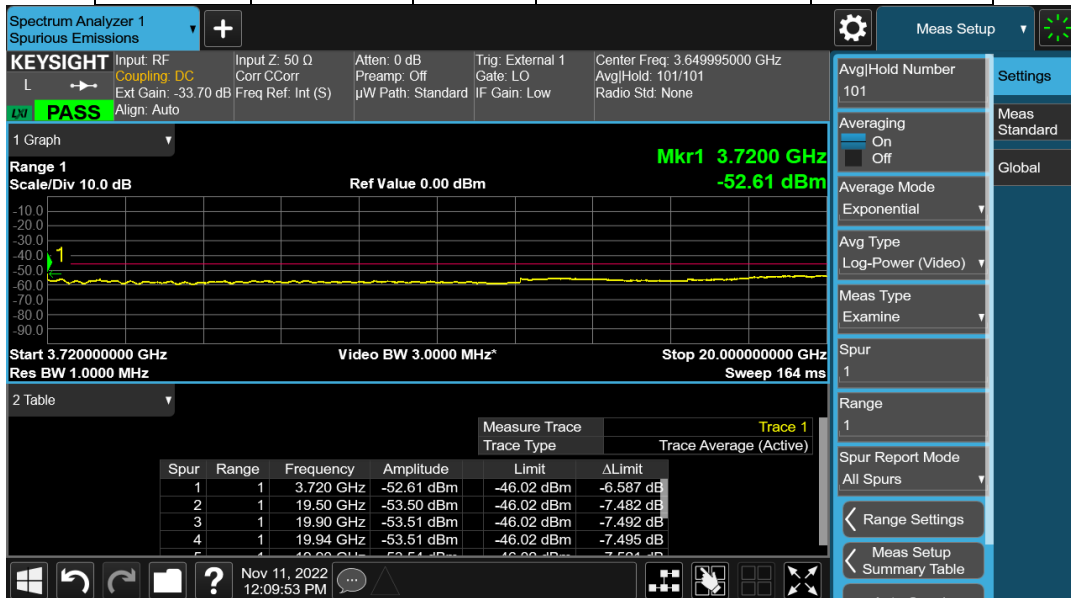 Spectrum Analyzer 1
Spurious Emissions
+
Meas Setup
KEYSIGHT
L
LXI PASS
Input: RF
Coupling: DC
Ext Gain: -33.70 dB
Align: Auto
Input Z: 50 Ω
Corr CCorr
Freq Ref: Int (S)
Atten: 0 dB
Preamp: Off
µW Path: Standard
Trig: External 1
Gate: LO
IF Gain: Low
Center Freq: 3.649995000 GHz
Avg|Hold: 101/101
Radio Std: None
1 Graph
Range 1
Scale/Div 10.0 dB
Ref Value 0.00 dBm
Mkr1 3.7200 GHz
-52.61 dBm
-10.0
-20.0
-30.0
-40.0
-50.0
-60.0
-70.0
-80.0
-90.0
1
Start 3.720000000 GHz
Video BW 3.0000 MHz*
Stop 20.000000000 GHz
Res BW 1.0000 MHz
Sweep 164 ms
2 Table
Measure Trace Trace 1
Trace Type Trace Average (Active)
Spur Range Frequency Amplitude Limit ΔLimit
1 1 3.720 GHz -52.61 dBm -46.02 dBm -6.587 dB
2 1 19.50 GHz -53.50 dBm -46.02 dBm -7.482 dB
3 1 19.90 GHz -53.51 dBm -46.02 dBm -7.492 dB
4 1 19.94 GHz -53.51 dBm -46.02 dBm -7.495 dB
?
Nov 11, 2022
12:09:53 PM
Avg|Hold Number
101
Averaging
On
Off
Average Mode
Exponential
Avg Type
Log-Power (Video)
Meas Type
Examine
Spur
1
Range
1
Spur Report Mode
All Spurs
Range Settings
Meas Setup
Summary Table
Settings
Meas
Standard
Global